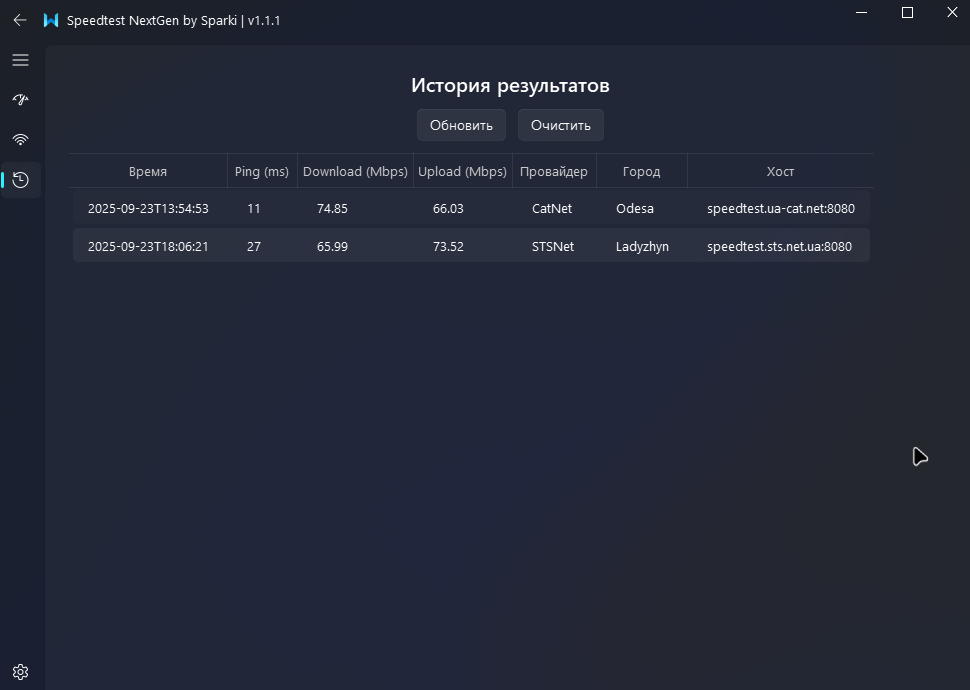 Speedtest NextGen by Sparki | v1.1.1
История результатов
Обновить Очистить
Время Ping (ms) Download (Mbps) Upload (Mbps) Провайдер Город Хост
2025-09-23T13:54:53 11 74.85 66.03 CatNet Odesa speedtest.ua-cat.net:8080
2025-09-23T18:06:21 27 65.99 73.52 STSNet Ladyzhyn speedtest.sts.net.ua:8080